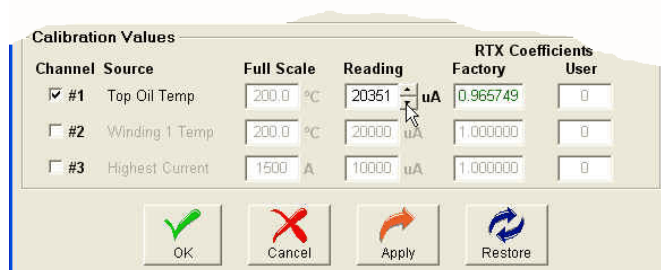 Calibration Values
RTX Coefficients
Channel Source Full Scale Reading Factory User
#1 Top Oil Temp 200.0 °C 20351 uA 0.965749 0
#2 Winding 1 Temp 200.0 °C 20000 uA 1.000000 0
#3 Highest Current 1500 A 10000 uA 1.000000 0
OK Cancel Apply Restore